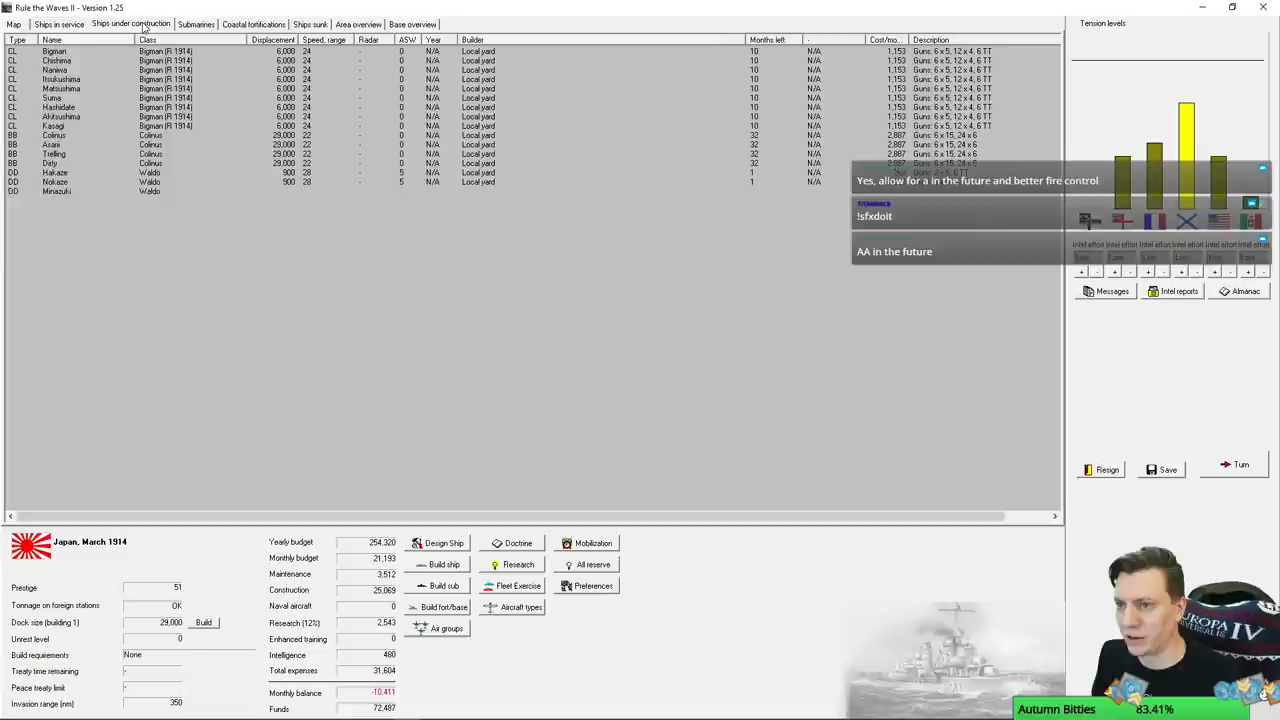 Rule the Waves II - Version 1.25
Map Ships in service Ships under construction Submarines Coastal fortifications Ships sunk Area overview Base overview
Type Name Class Displacement Speed, range Radar ASW Year Builder Months left - Cost/mo... Description
CL Bigman Bigman (R 1914) 6,000 24 - 0 N/A Local yard 10 N/A 1,153 Guns: 6 x 5, 12 x 4, 6 TT
CL Chishima Bigman (R 1914) 6,000 24 - 0 N/A Local yard 10 N/A 1,153 Guns: 6 x 5, 12 x 4, 6 TT
CL Naniwa Bigman (R 1914) 6,000 24 - 0 N/A Local yard 10 N/A 1,153 Guns: 6 x 5, 12 x 4, 6 TT
CL Itsukushima Bigman (R 1914) 6,000 24 - 0 N/A Local yard 10 N/A 1,153 Guns: 6 x 5, 12 x 4, 6 TT
CL Matsushima Bigman (R 1914) 6,000 24 - 0 N/A Local yard 10 N/A 1,153 Guns: 6 x 5, 12 x 4, 6 TT
CL Suma Bigman (R 1914) 6,000 24 - 0 N/A Local yard 10 N/A 1,153 Guns: 6 x 5, 12 x 4, 6 TT
CL Hashidate Bigman (R 1914) 6,000 24 - 0 N/A Local yard 10 N/A 1,153 Guns: 6 x 5, 12 x 4, 6 TT
CL Akitsushima Bigman (R 1914) 6,000 24 - 0 N/A Local yard 10 N/A 1,153 Guns: 6 x 5, 12 x 4, 6 TT
CL Kasagi Bigman (R 1914) 6,000 24 - 0 N/A Local yard 10 N/A 1,153 Guns: 6 x 5, 12 x 4, 6 TT
BB Colinus Colinus 29,000 22 - 0 N/A Local yard 32 N/A 2,887 Guns: 6 x 15, 24 x 6
BB Asahi Colinus 29,000 22 - 0 N/A Local yard 32 N/A 2,887 Guns: 6 x 15, 24 x 6
BB Trelling Colinus 29,000 22 - 0 N/A Local yard 32 N/A 2,887 Guns: 6 x 15, 24 x 6
BB Dirty Colinus 29,000 22 - 0 N/A Local yard 32 N/A 2,887 Guns: 6 x 15, 24 x 6
DD Hakaze Waldo 900 28 - 5 N/A Local yard 1 N/A
DD Nokaze Waldo 900 28 - 5 N/A Local yard 1 N/A
DD Minazuki Waldo
Tension levels
Yes, allow for a in the future and better fire control
!sfxdoit
AA in the future
Intel effort Intel effort Intel effort Intel effort Intel effort Intel effort
+ - + - + - + - + - + -
Messages Intel reports Almanac
Resign Save Turn
Japan, March 1914
Prestige 51
Tonnage on foreign stations OK
Dock size (building 1) 29,000 Build
Unrest level 0
Build requirements None
Treaty time remaining -
Peace treaty limit -
Invasion range (nm) 350
Yearly budget 254,320
Monthly budget 21,193
Maintenance 3,512
Construction 25,069
Naval aircraft 0
Research (12%) 2,543
Enhanced training 0
Intelligence 480
Total expenses 31,604
Monthly balance -10,411
Funds 72,487
Design Ship Doctrine Mobilization
Build ship Research All reserve
Build sub Fleet Exercise Preferences
Build fort/base Aircraft types
Air groups
Autumn Bitties 83.41%